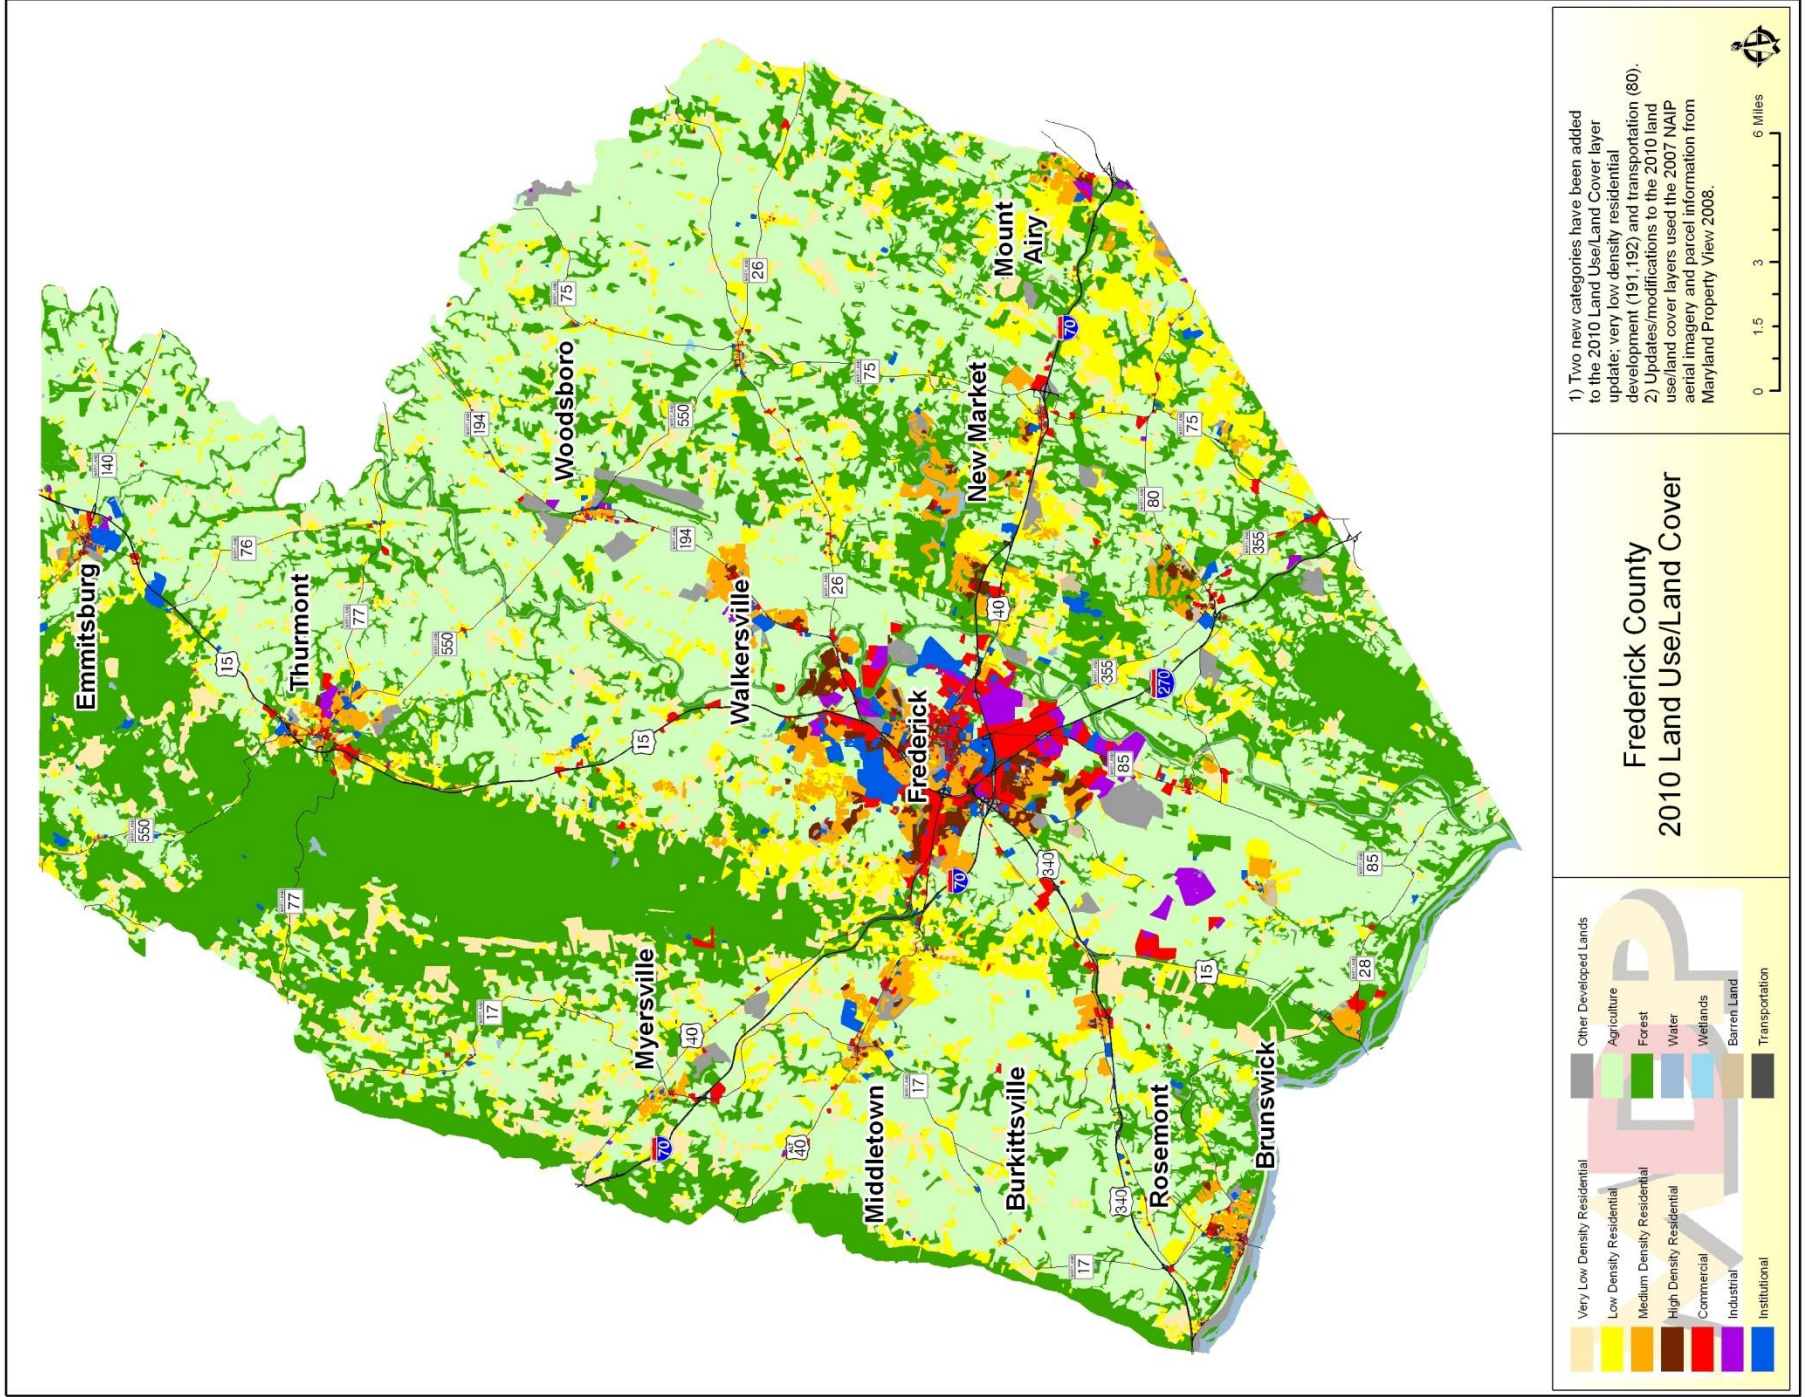 Emmitsburg
Thurmont
Woodsboro
Walkersville
Myersville
Middletown
Frederick
New Market
Mount
Airy
Burkittsville
Rosemont
Brunswick
140
15
76
77
550
194
75
26
550
194
550
77
17
15
26
75
40
70
ALT
40
17
340
70
40
70
75
80
355
355
270
85
340
15
85
28
340
17
Very Low Density Residential
Low Density Residential
Medium Density Residential
High Density Residential
Commercial
Industrial
Institutional
Other Developed Lands
Agriculture
Forest
Water
Wetlands
Barren Land
Transportation
MDP
Frederick County
2010 Land Use/Land Cover
1) Two new categories have been added
to the 2010 Land Use/Land Cover layer
update; very low density residential
development (191,192) and transportation (80).
2) Updates/modifications to the 2010 land
use/land cover layers used the 2007 NAIP
aerial imagery and parcel information from
Maryland Property View 2008.
0 1.5 3 6 Miles